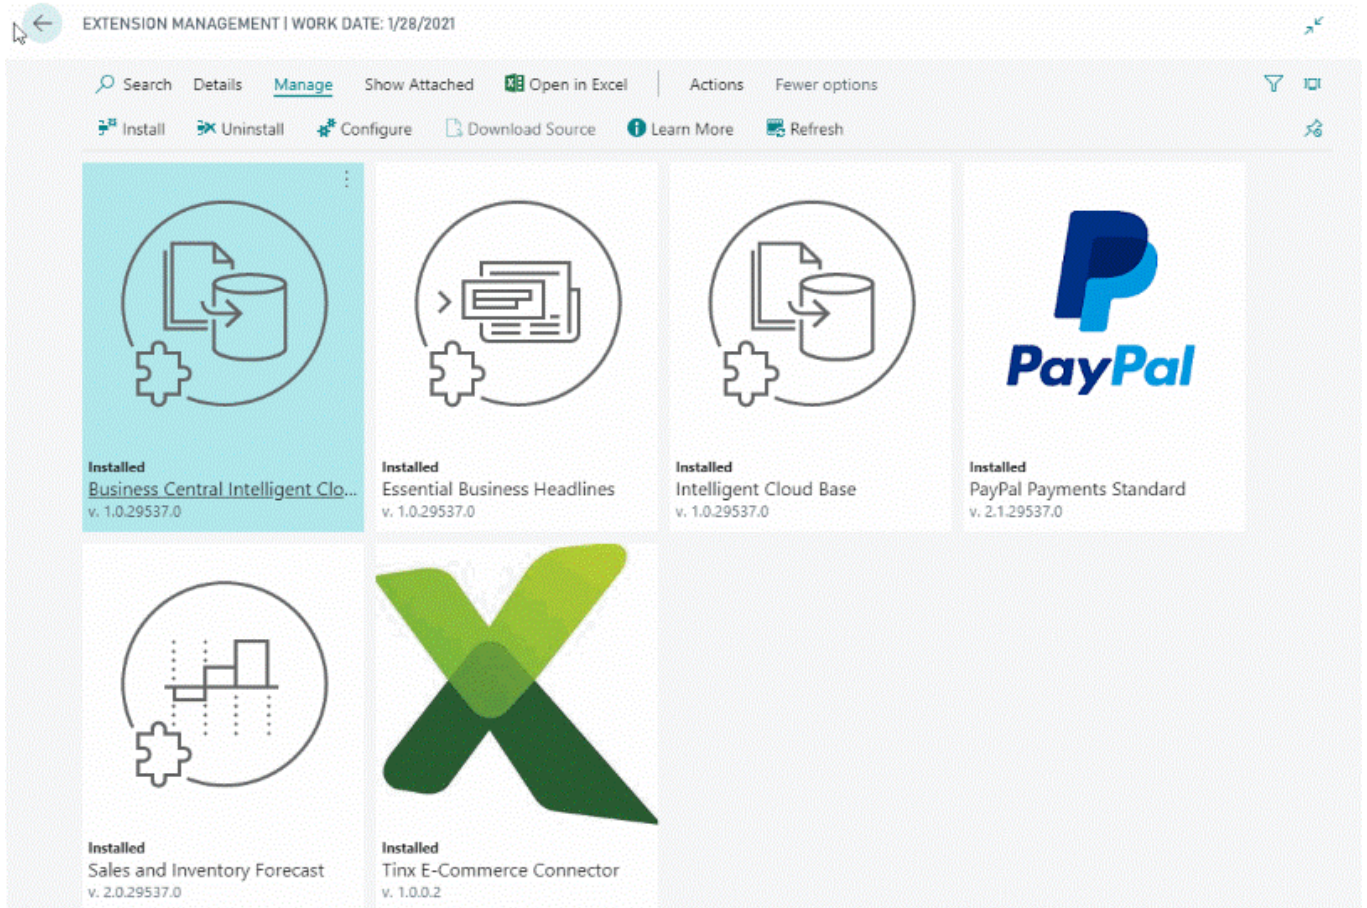 EXTENSION MANAGEMENT | WORK DATE: 1/28/2021
Search Details Manage Show Attached Open in Excel Actions Fewer options
Install Uninstall Configure Download Source Learn More Refresh
PayPal
Installed
Business Central Intelligent Clo...
v. 1.0.29537.0
Installed
Essential Business Headlines
v. 1.0.29537.0
Installed
Intelligent Cloud Base
v. 1.0.29537.0
Installed
PayPal Payments Standard
v. 2.1.29537.0
Installed
Sales and Inventory Forecast
v. 2.0.29537.0
Installed
Tinx E-Commerce Connector
v. 1.0.0.2